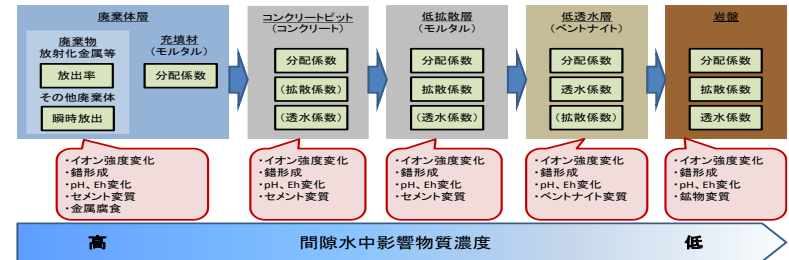 廃棄体層
廃棄物
放射化金属等
放出率
その他廃棄体
瞬時放出
充填材
(モルタル)
分配係数
コンクリートピット
(コンクリート)
分配係数
(拡散係数)
(透水係数)
低拡散層
(モルタル)
分配係数
拡散係数
(透水係数)
低透水層
(ベントナイト)
分配係数
透水係数
(拡散係数)
岩盤
分配係数
拡散係数
透水係数
・イオン強度変化
・錯形成
・pH、Eh変化
・セメント変質
・金属腐食
・イオン強度変化
・錯形成
・pH、Eh変化
・セメント変質
・イオン強度変化
・錯形成
・pH、Eh変化
・セメント変質
・イオン強度変化
・錯形成
・pH、Eh変化
・ベントナイト変質
・イオン強度変化
・錯形成
・pH、Eh変化
・鉱物変質
高 間隙水中影響物質濃度 低